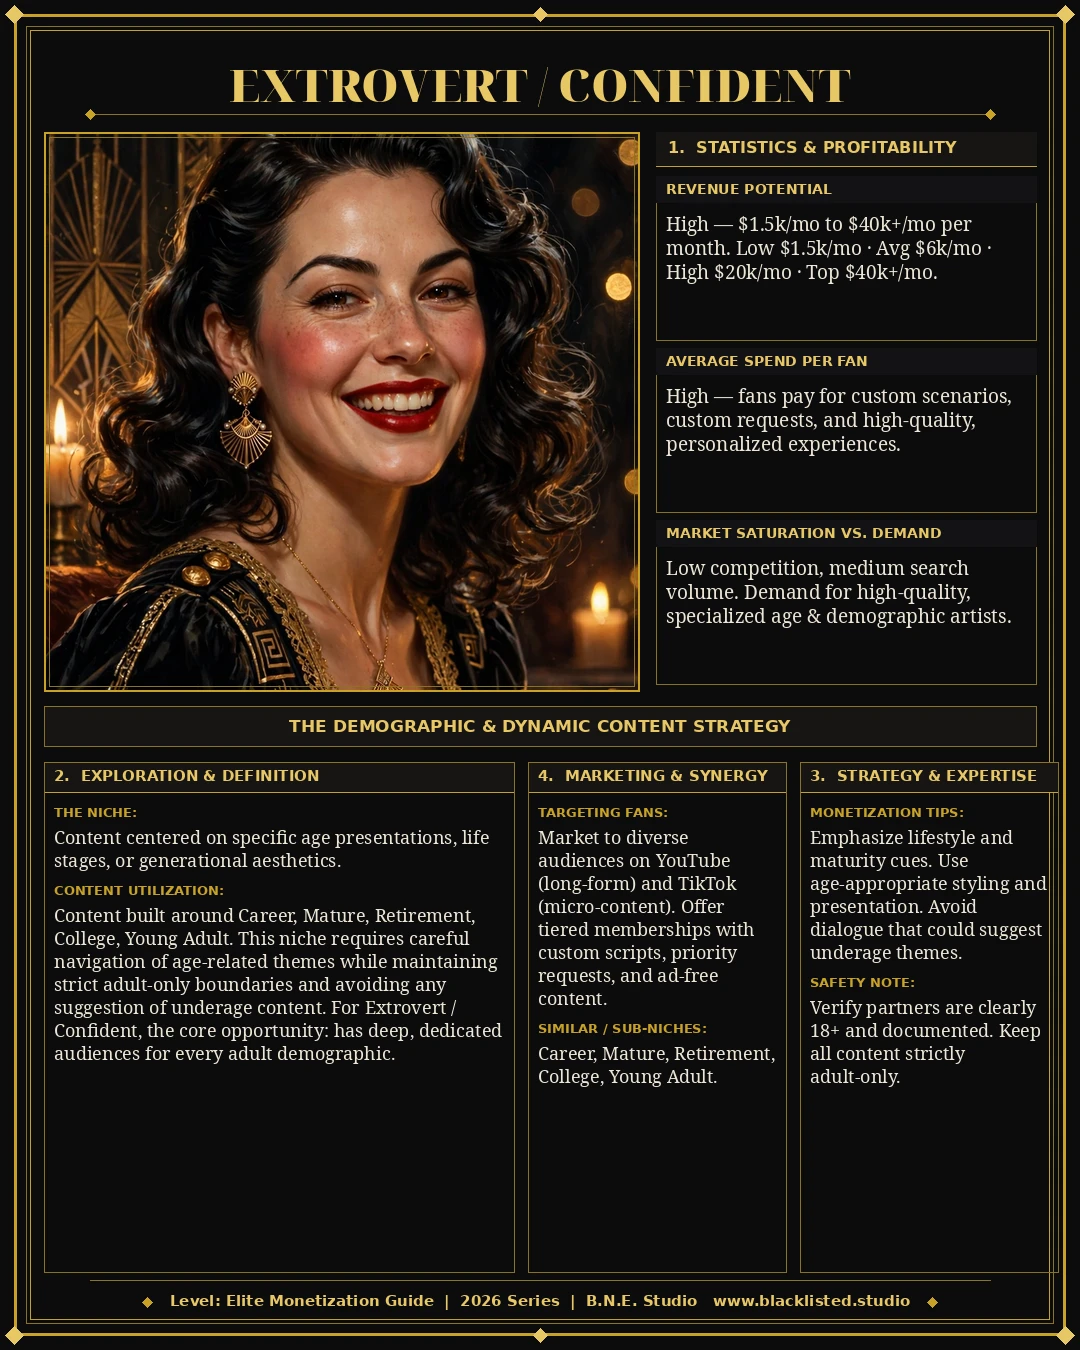 EXTROVERT / CONFIDENT
1. STATISTICS & PROFITABILITY
REVENUE POTENTIAL
High — $1.5k/mo to $40k+/mo per
month. Low $1.5k/mo · Avg $6k/mo ·
High $20k/mo · Top $40k+/mo.
AVERAGE SPEND PER FAN
High — fans pay for custom scenarios,
custom requests, and high-quality,
personalized experiences.
MARKET SATURATION VS. DEMAND
Low competition, medium search
volume. Demand for high-quality,
specialized age & demographic artists.
THE DEMOGRAPHIC & DYNAMIC CONTENT STRATEGY
2. EXPLORATION & DEFINITION
THE NICHE:
Content centered on specific age presentations, life
stages, or generational aesthetics.
CONTENT UTILIZATION:
Content built around Career, Mature, Retirement,
College, Young Adult. This niche requires careful
navigation of age-related themes while maintaining
strict adult-only boundaries and avoiding any
suggestion of underage content. For Extrovert /
Confident, the core opportunity: has deep, dedicated
audiences for every adult demographic.
4. MARKETING & SYNERGY
TARGETING FANS:
Market to diverse
audiences on YouTube
(long-form) and TikTok
(micro-content). Offer
tiered memberships with
custom scripts, priority
requests, and ad-free
content.
SIMILAR / SUB-NICHES:
Career, Mature, Retirement,
College, Young Adult.
3. STRATEGY & EXPERTISE
MONETIZATION TIPS:
Emphasize lifestyle and
maturity cues. Use
age-appropriate styling and
presentation. Avoid
dialogue that could suggest
underage themes.
SAFETY NOTE:
Verify partners are clearly
18+ and documented. Keep
all content strictly
adult-only.
Level: Elite Monetization Guide | 2026 Series | B.N.E. Studio www.blacklisted.studio